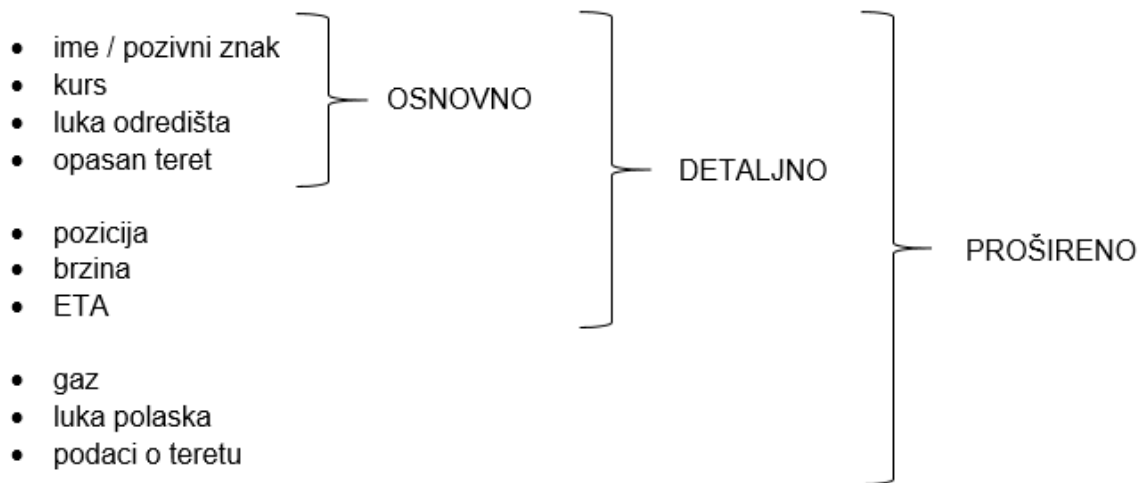 • ime / pozivni znak
• kurs
• luka odredišta
• opasan teret
OSNOVNO
• pozicija
• brzina
• ETA
DETALJNO
• gaz
• luka polaska
• podaci o teretu
PROŠIRENO